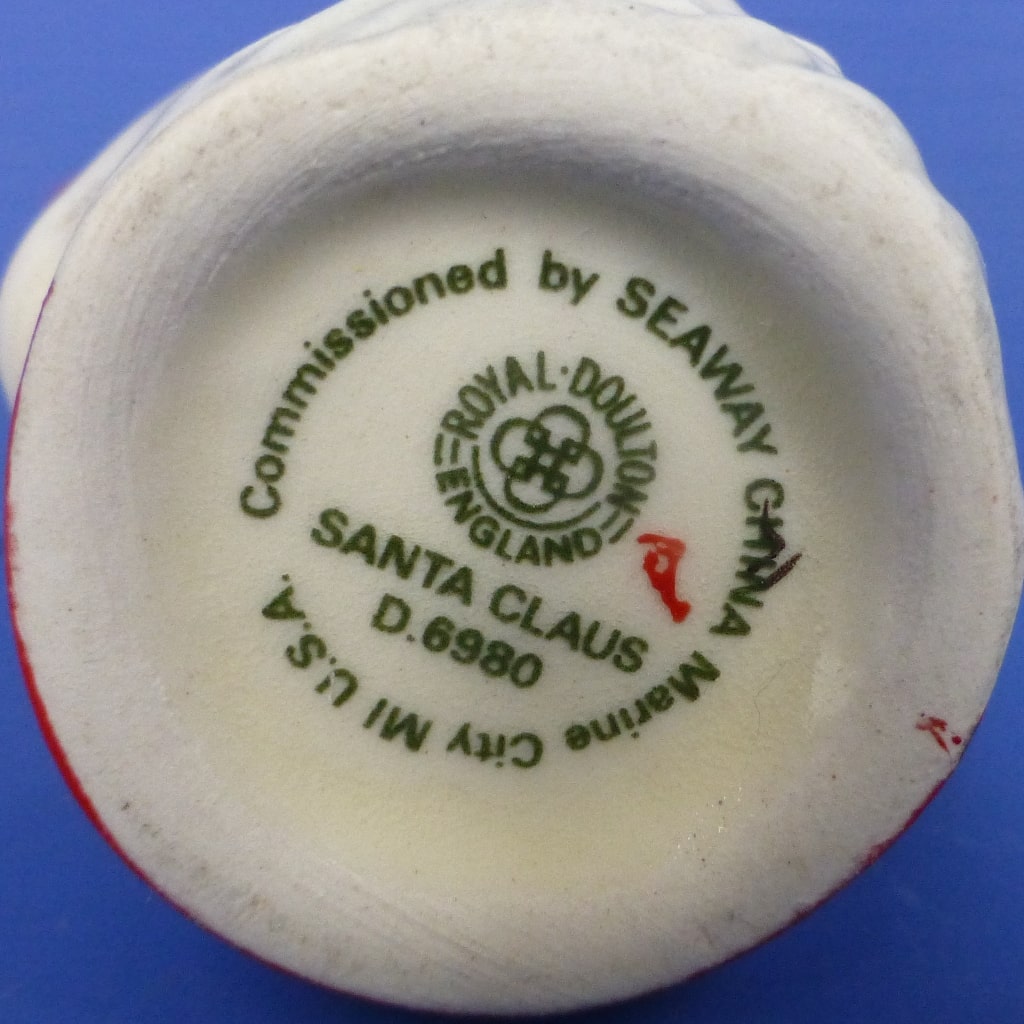 Commissioned by SEAWAY CHINA Marine City MI U.S.A.
ROYAL·DOULTON
ENGLAND
SANTA CLAUS
D.6980